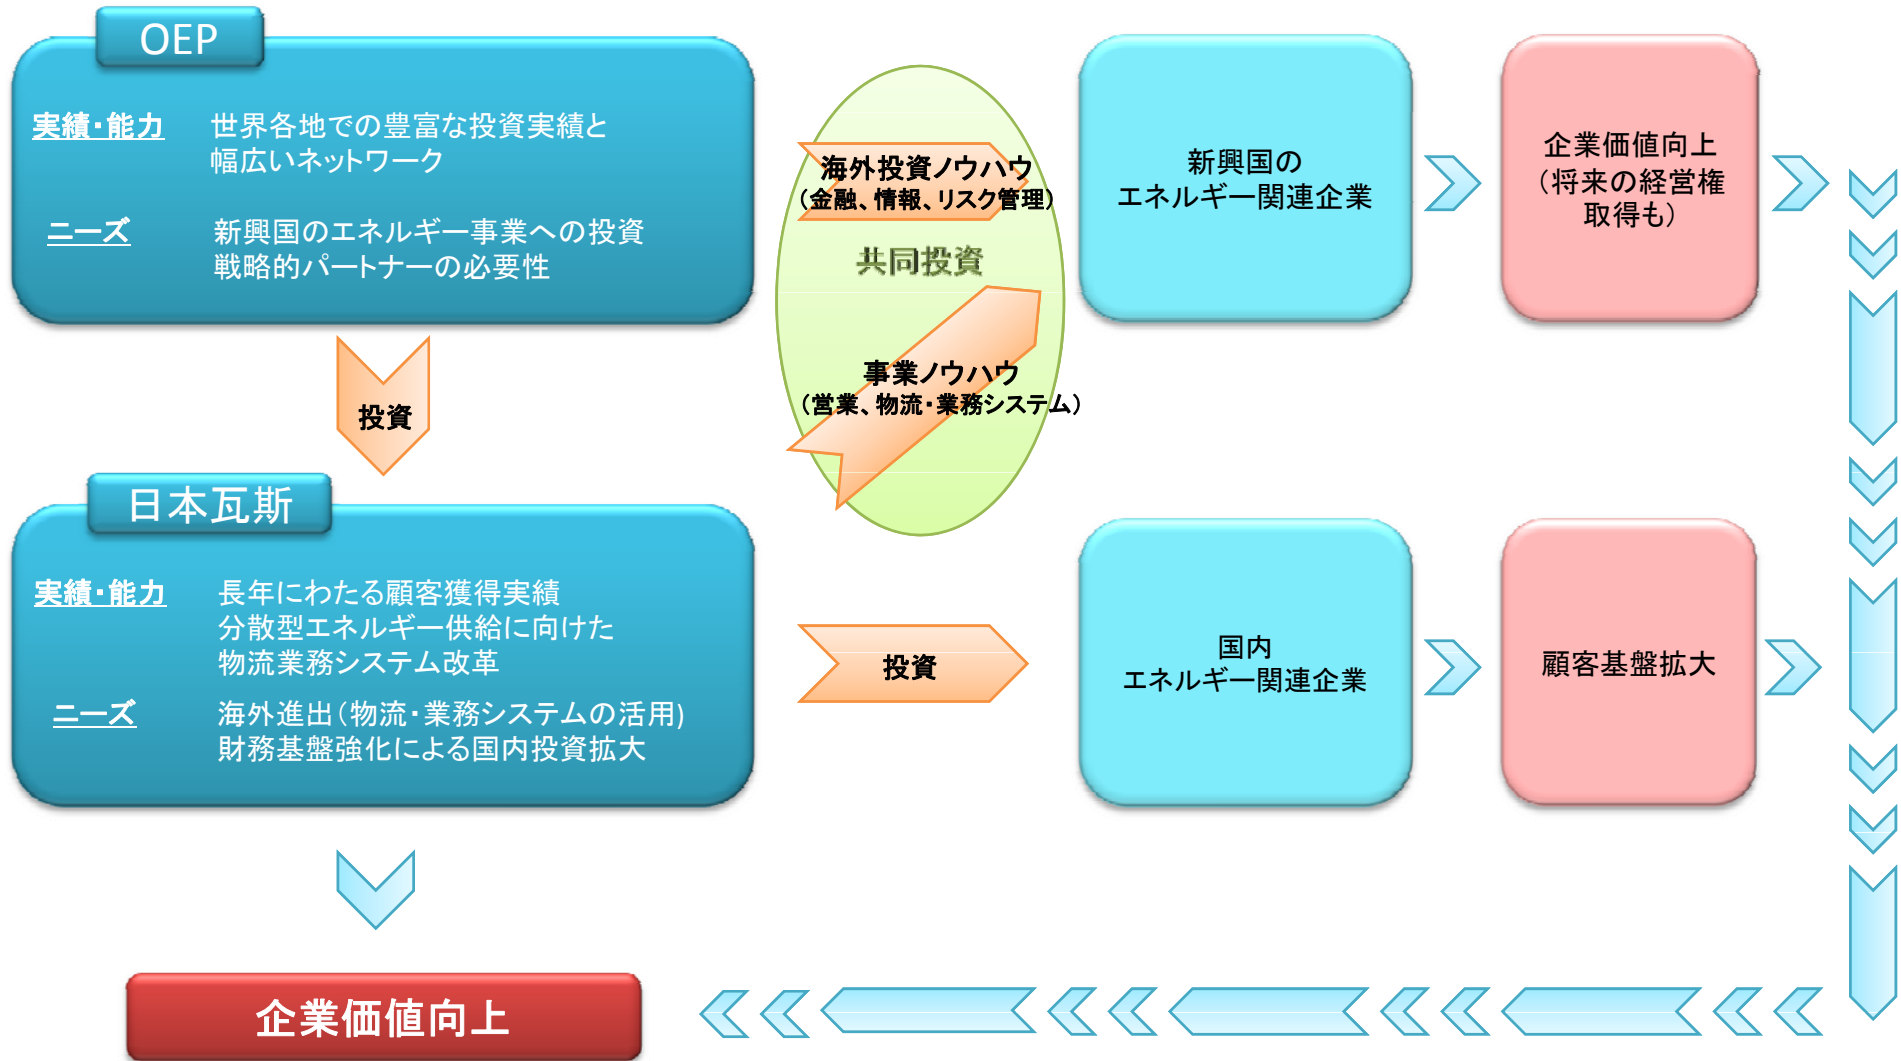 OEP
実績・能力
世界各地での豊富な投資実績と
幅広いネットワーク
ニーズ
新興国のエネルギー事業への投資
戦略的パートナーの必要性
海外投資ノウハウ
（金融、情報、リスク管理）
共同投資
事業ノウハウ
（営業、物流・業務システム）
新興国の
エネルギー関連企業
企業価値向上
（将来の経営権
取得も）
投資
日本瓦斯
実績・能力
長年にわたる顧客獲得実績
分散型エネルギー供給に向けた
物流業務システム改革
ニーズ
海外進出（物流・業務システムの活用)
財務基盤強化による国内投資拡大
投資
国内
エネルギー関連企業
顧客基盤拡大
企業価値向上